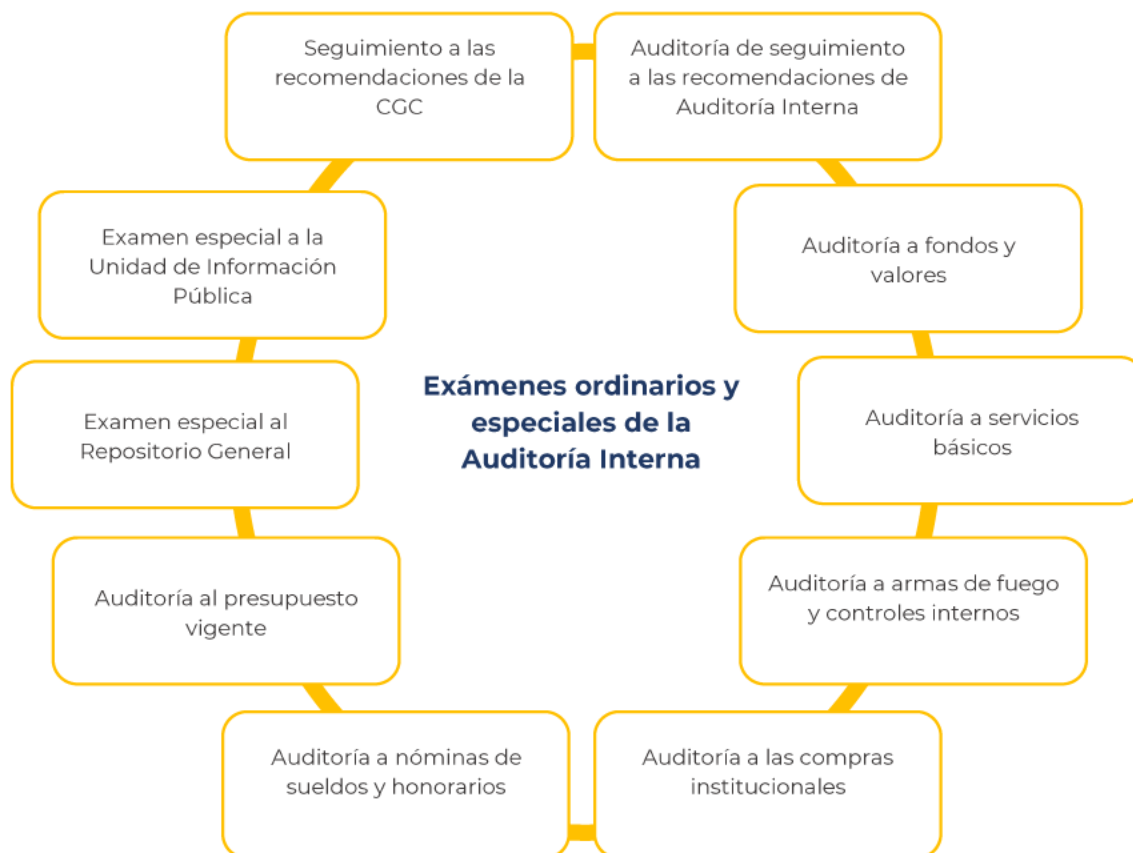 Seguimiento a las
recomendaciones de la
CGC
Auditoría de seguimiento
a las recomendaciones de
Auditoría Interna
Examen especial a la
Unidad de Información
Pública
Auditoría a fondos y
valores
Exámenes ordinarios y
especiales de la
Auditoría Interna
Examen especial al
Repositorio General
Auditoría a servicios
básicos
Auditoría al presupuesto
vigente
Auditoría a armas de fuego
y controles internos
Auditoría a nóminas de
sueldos y honorarios
Auditoría a las compras
institucionales